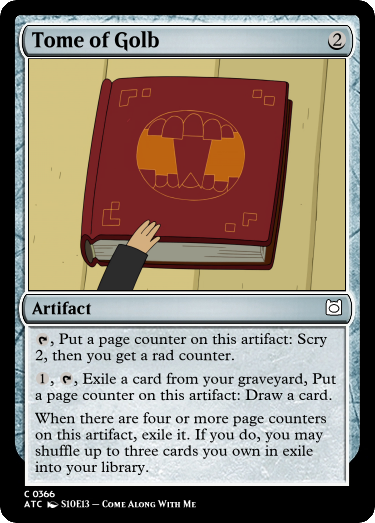 Tome of Golb
2
Artifact
, Put a page counter on this artifact: Scry
2, then you get a rad counter.
1, , Exile a card from your graveyard, Put
a page counter on this artifact: Draw a card.
When there are four or more page counters
on this artifact, exile it. If you do, you may
shuffle up to three cards you own in exile
into your library.
C 0366
ATC S10E13 — Come Along With Me